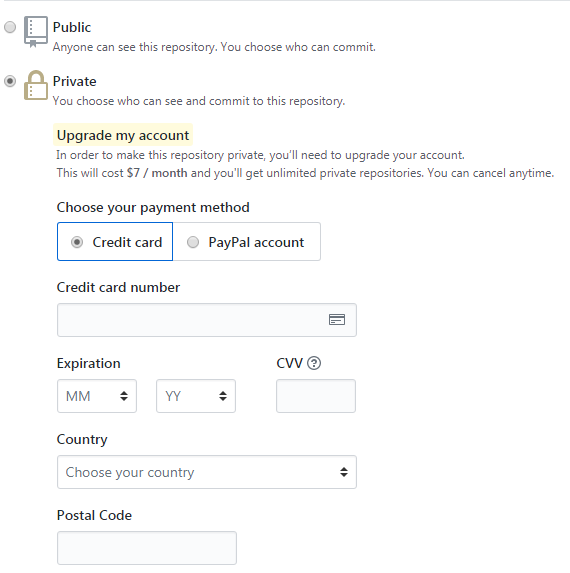 Public
Anyone can see this repository. You choose who can commit.
Private
You choose who can see and commit to this repository.
Upgrade my account
In order to make this repository private, you'll need to upgrade your account.
This will cost $7 / month and you'll get unlimited private repositories. You can cancel anytime.
Choose your payment method
Credit card PayPal account
Credit card number
Expiration CVV ?
MM YY
Country
Choose your country
Postal Code